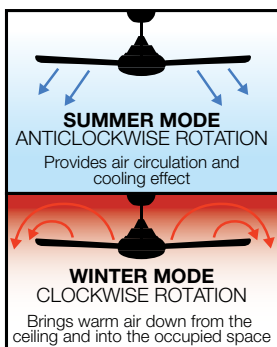 SUMMER MODE
ANTICLOCKWISE ROTATION
Provides air circulation and
cooling effect
WINTER MODE
CLOCKWISE ROTATION
Brings warm air down from the
ceiling and into the occupied space